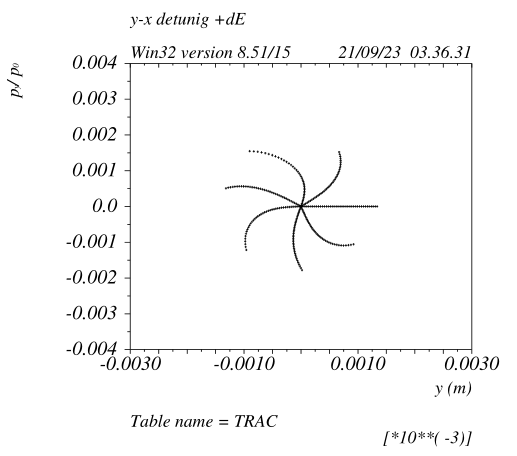 y-x detunig +dE
Win32 version 8.51/15 21/09/23 03.36.31
0.004
0.003
0.002
0.001
0.0
-0.001
-0.002
-0.003
-0.004
-0.0030 -0.0010 0.0010 0.0030
y (m)
Table name = TRAC
[*10**( -3)]